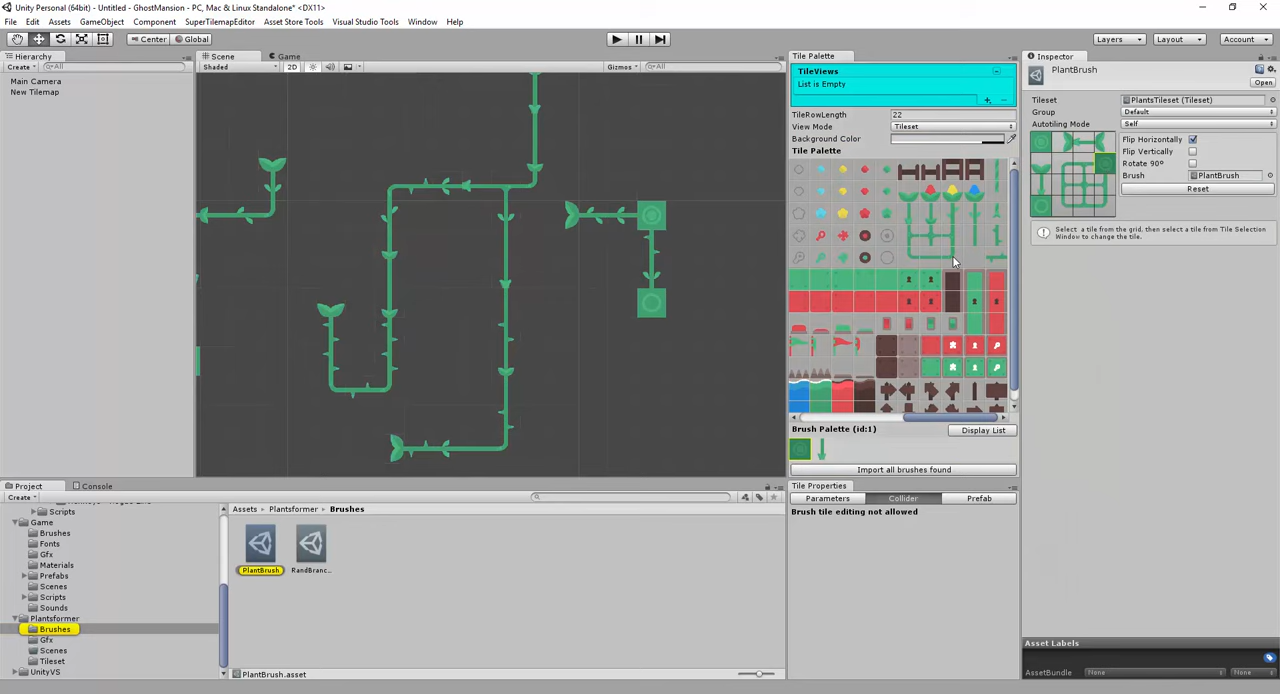 Unity Personal (64bit) - Untitled - GhostMansion - PC, Mac & Linux Standalone* <DX11>
File Edit Assets GameObject Component SuperTilemapEditor Asset Store Tools Visual Studio Tools Window Help
Center Global Layers Layout Account
Hierarchy
Create All
Main Camera
New Tilemap
Scene Game
Shaded 2D Gizmos All
Tile Palette
TileViews
List is Empty
TileRowLength 22
View Mode Tileset
Background Color
Tile Palette
Brush Palette (id:1) Display List
Import all brushes found
Tile Properties
Parameters Collider Prefab
Brush tile editing not allowed
Inspector
PlantBrush
Open
Tileset PlantsTileset (Tileset)
Group Default
Autotiling Mode Self
Flip Horizontally
Flip Vertically
Rotate 90º
Brush PlantBrush
Reset
Select a tile from the grid, then select a tile from Tile Selection
Window to change the tile.
Project Console
Create
Scripts
Game
Brushes
Fonts
Gfx
Materials
Prefabs
Scenes
Scripts
Sounds
Plantsformer
Brushes
Gfx
Scenes
Tileset
UnityVS
Assets Plantsformer Brushes
PlantBrush RandBranc...
PlantBrush.asset
Asset Labels
AssetBundle None None